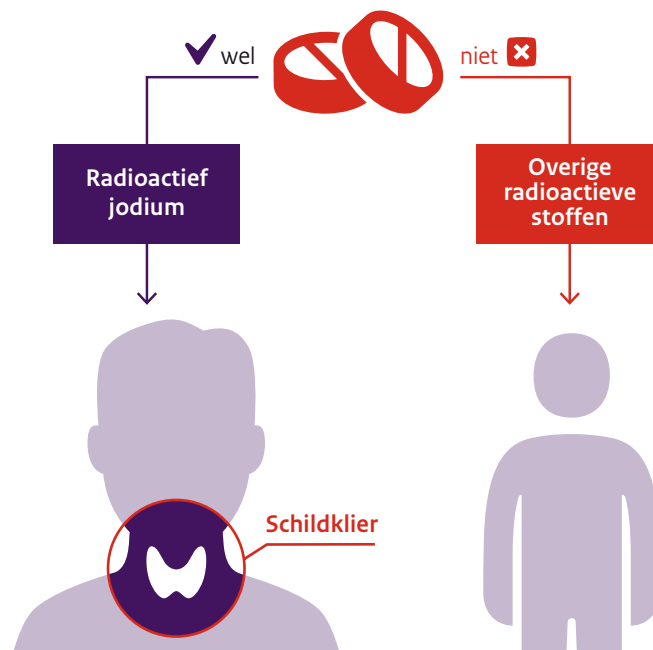 wel
niet
Radioactief
jodium
Overige
radioactieve
stoffen
Schildklier